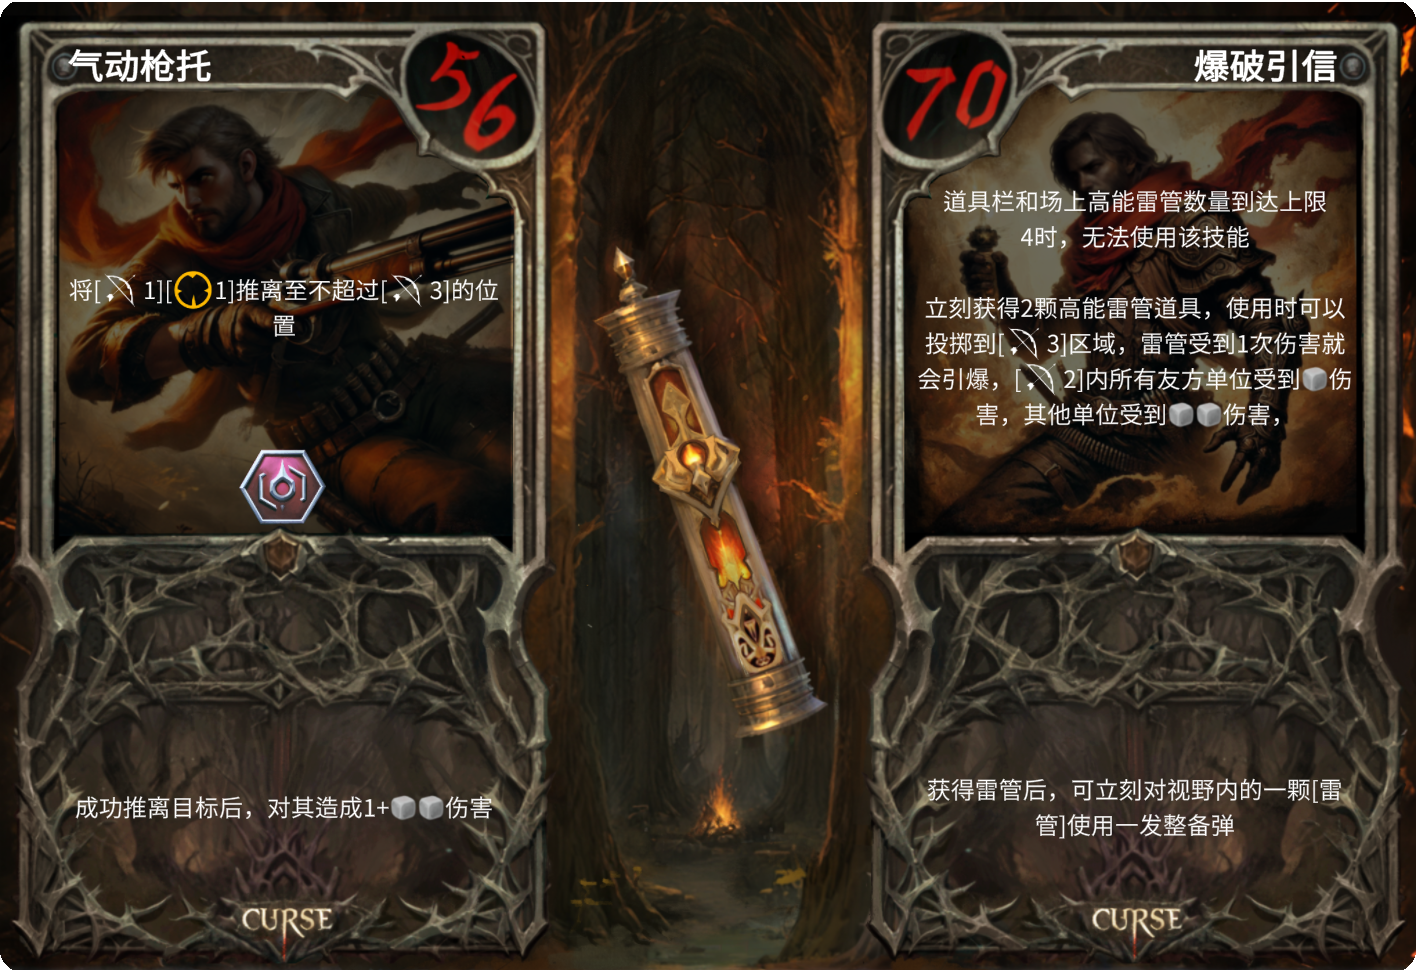 气动枪托
56
将[1][1]推离至不超过[3]的位
置
成功推离目标后，对其造成1+伤害
CURSE
爆破引信
70
道具栏和场上高能雷管数量到达上限
4时，无法使用该技能
立刻获得2颗高能雷管道具，使用时可以
投掷到[3]区域，雷管受到1次伤害就
会引爆，[2]内所有友方单位受到伤
害，其他单位受到伤害，
获得雷管后，可立刻对视野内的一颗[雷
管]使用一发整备弹
CURSE